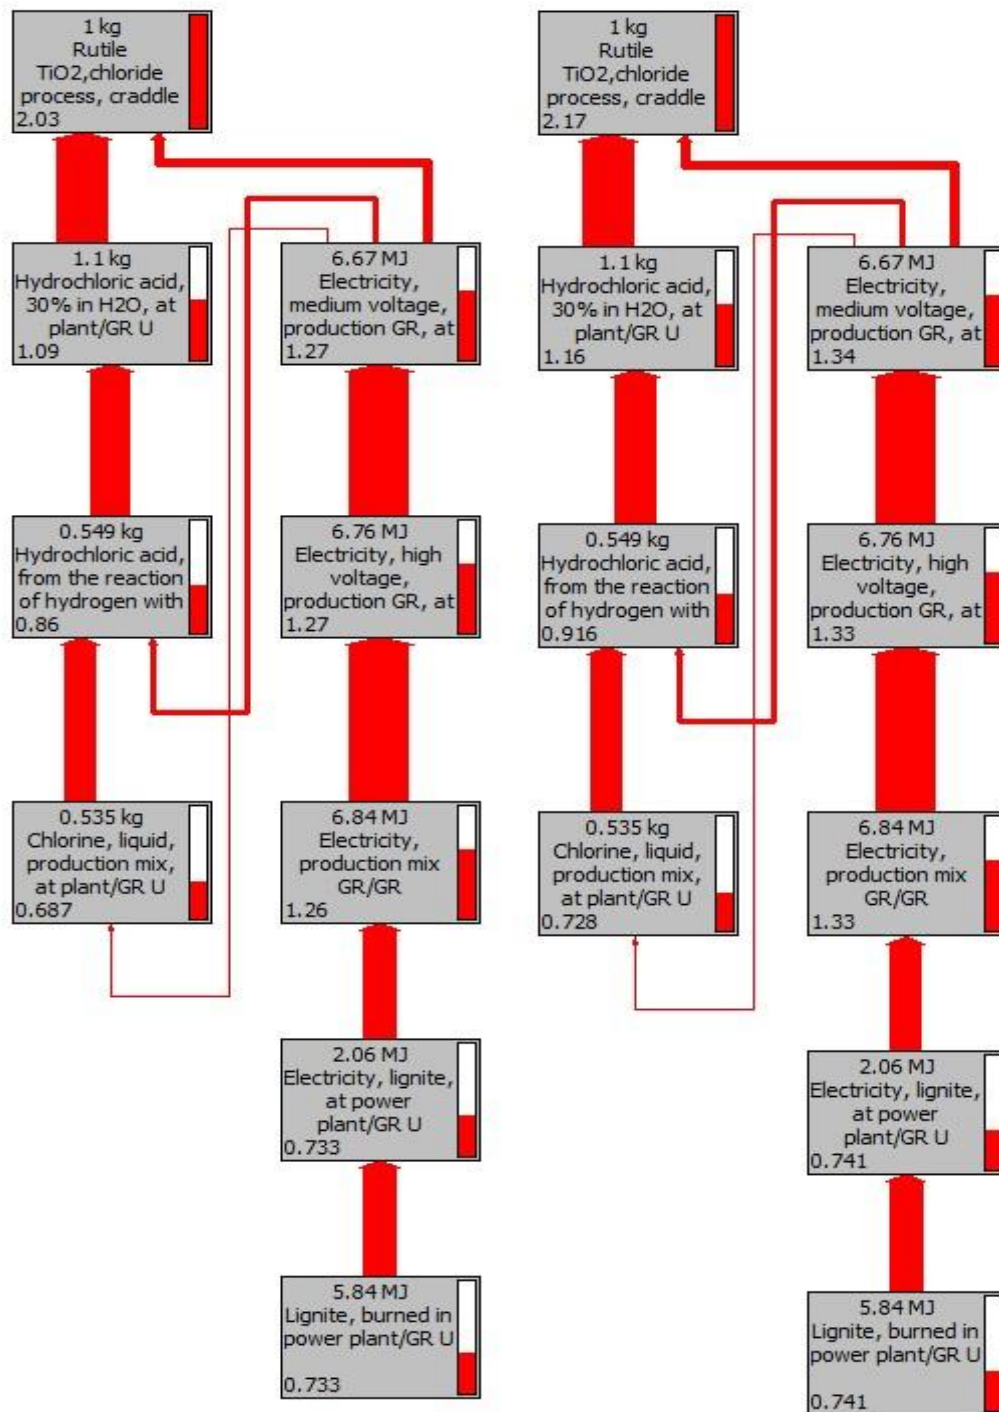 1 kg
Rutile
TiO2,chloride
process, craddle
2.03
1.1 kg
Hydrochloric acid,
30% in H2O, at
plant/GR U
1.09
6.67 MJ
Electricity,
medium voltage,
production GR, at
1.27
0.549 kg
Hydrochloric acid,
from the reaction
of hydrogen with
0.86
6.76 MJ
Electricity, high
voltage,
production GR, at
1.27
0.535 kg
Chlorine, liquid,
production mix,
at plant/GR U
0.687
6.84 MJ
Electricity,
production mix
GR/GR
1.26
2.06 MJ
Electricity, lignite,
at power
plant/GR U
0.733
5.84 MJ
Lignite, burned in
power plant/GR U
0.733
1 kg
Rutile
TiO2,chloride
process, craddle
2.17
1.1 kg
Hydrochloric acid,
30% in H2O, at
plant/GR U
1.16
6.67 MJ
Electricity,
medium voltage,
production GR, at
1.34
0.549 kg
Hydrochloric acid,
from the reaction
of hydrogen with
0.916
6.76 MJ
Electricity, high
voltage,
production GR, at
1.33
0.535 kg
Chlorine, liquid,
production mix,
at plant/GR U
0.728
6.84 MJ
Electricity,
production mix
GR/GR
1.33
2.06 MJ
Electricity, lignite,
at power
plant/GR U
0.741
5.84 MJ
Lignite, burned in
power plant/GR U
0.741